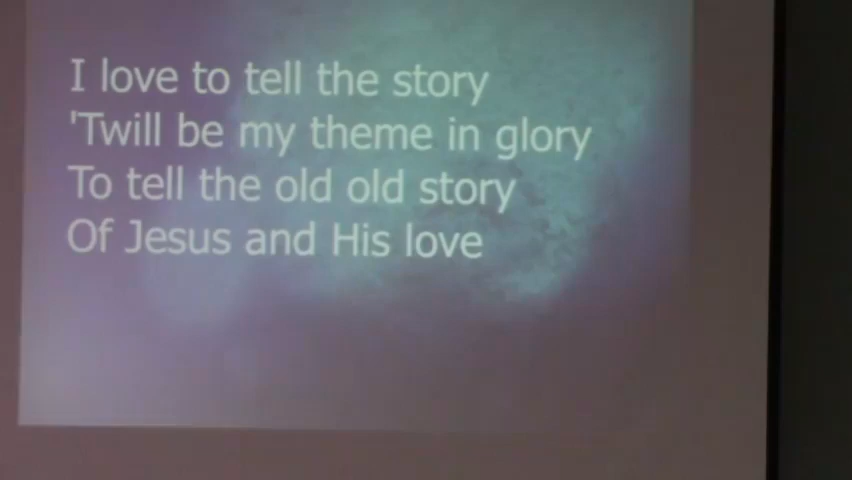 I love to tell the story
'Twill be my theme in glory
To tell the old old story
Of Jesus and His love